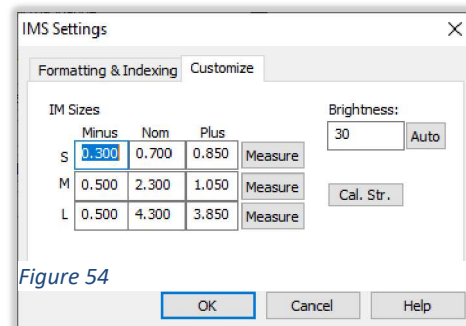 IMS Settings
Formatting & Indexing Customize
IM Sizes Brightness:
Minus Nom Plus 30 Auto
S 0.300 0.700 0.850 Measure
M 0.500 2.300 1.050 Measure Cal. Str.
L 0.500 4.300 3.850 Measure
Figure 54
OK Cancel Help